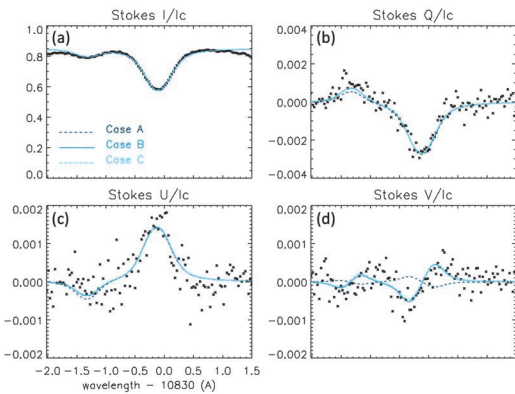 Stokes I/Ic
Stokes Q/Ic
(a)
(b)
1.0
0.8
0.6
0.4
0.2
0.0
Case A
Case B
Case C
0.002
0.000
-0.002
-0.004
Stokes U/Ic
Stokes V/Ic
(c)
(d)
0.002
0.001
0.000
-0.001
-0.002
0.002
0.001
0.000
-0.001
-0.002
-2.0 -1.5 -1.0 -0.5 0.0 0.5 1.0 1.5
wavelength - 10830 (A)